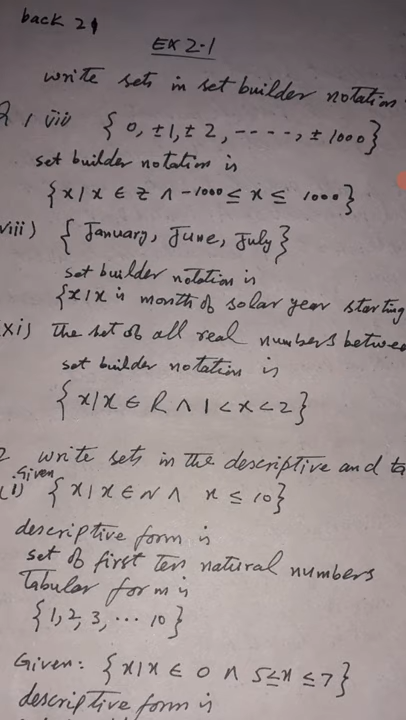 back 21
EX 2.1
write sets in set builder notation
Q 1 vii { 0, ±1, ±2, ----, ± 1000}
set builder notation is
{x/x ∈ Z ∧ -1000 ≤ x ≤ 1000}
viii) { January, June, July }
set builder notation is
{x/x is month of solar year starting
xi) the set of all real numbers betwee
set builder notation is
{ x/x ∈ R ∧ 1 < x < 2 }
2 write sets in the descriptive and ta
Given
(i) { x/x ∈ N ∧ x ≤ 10}
descriptive form is
set of first ten natural numbers
Tabular form is
{ 1, 2, 3, ... 10 }
Given: { x/x ∈ O ∧ 5 ≤ x ≤ 7 }
descriptive form is